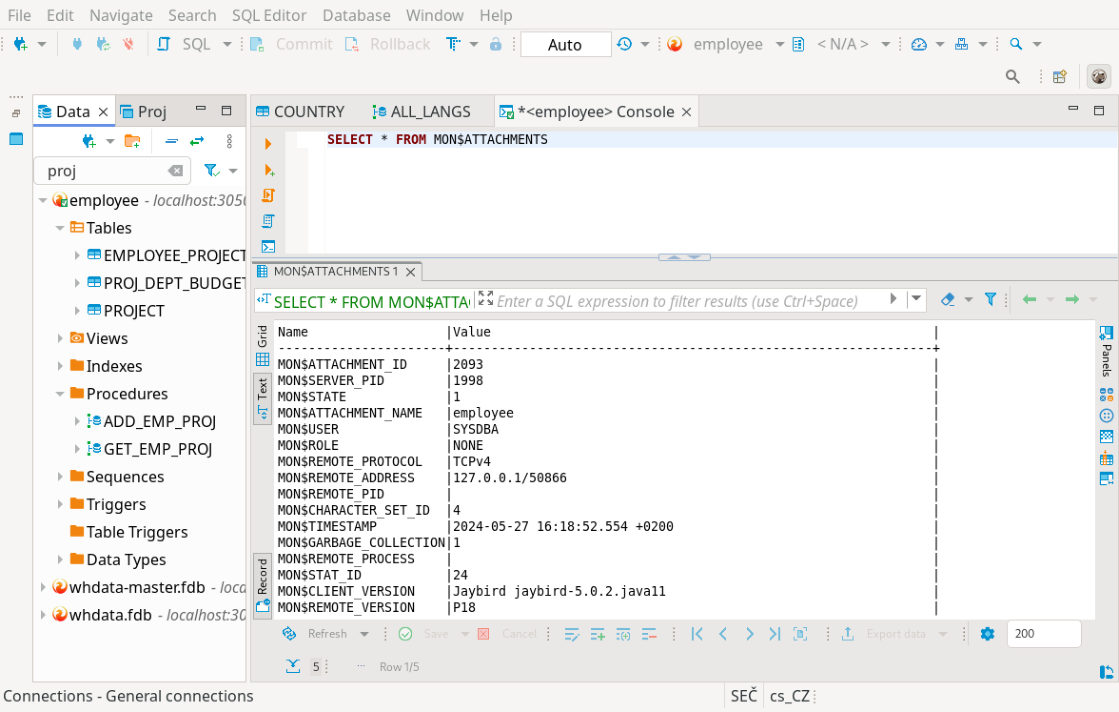 File Edit Navigate Search SQL Editor Database Window Help
SQL Commit Rollback Auto employee < N/A >
Data Proj
COUNTRY ALL_LANGS *<employee> Console
SELECT * FROM MON$ATTACHMENTS
proj
employee - localhost:305
Tables
EMPLOYEE_PROJECT
PROJ_DEPT_BUDGET
PROJECT
Views
Indexes
Procedures
ADD_EMP_PROJ
GET_EMP_PROJ
Sequences
Triggers
Table Triggers
Data Types
whdata-master.fdb - loca
whdata.fdb - localhost:30
MON$ATTACHMENTS 1
SELECT * FROM MON$ATTA
Enter a SQL expression to filter results (use Ctrl+Space)
Grid
Text
Record
Panels
Name |Value |
----------------------+----------------------------------------------------------------+
MON$ATTACHMENT_ID |2093 |
MON$SERVER_PID |1998 |
MON$STATE |1 |
MON$ATTACHMENT_NAME |employee |
MON$USER |SYSDBA |
MON$ROLE |NONE |
MON$REMOTE_PROTOCOL |TCPv4 |
MON$REMOTE_ADDRESS |127.0.0.1/50866 |
MON$REMOTE_PID | |
MON$CHARACTER_SET_ID |4 |
MON$TIMESTAMP |2024-05-27 16:18:52.554 +0200 |
MON$GARBAGE_COLLECTION|1 |
MON$REMOTE_PROCESS | |
MON$STAT_ID |24 |
MON$CLIENT_VERSION |Jaybird jaybird-5.0.2.java11 |
MON$REMOTE_VERSION |P18 |
Refresh Save Cancel Export data 200
5 Row 1/5
Connections - General connections SEČ cs_CZ